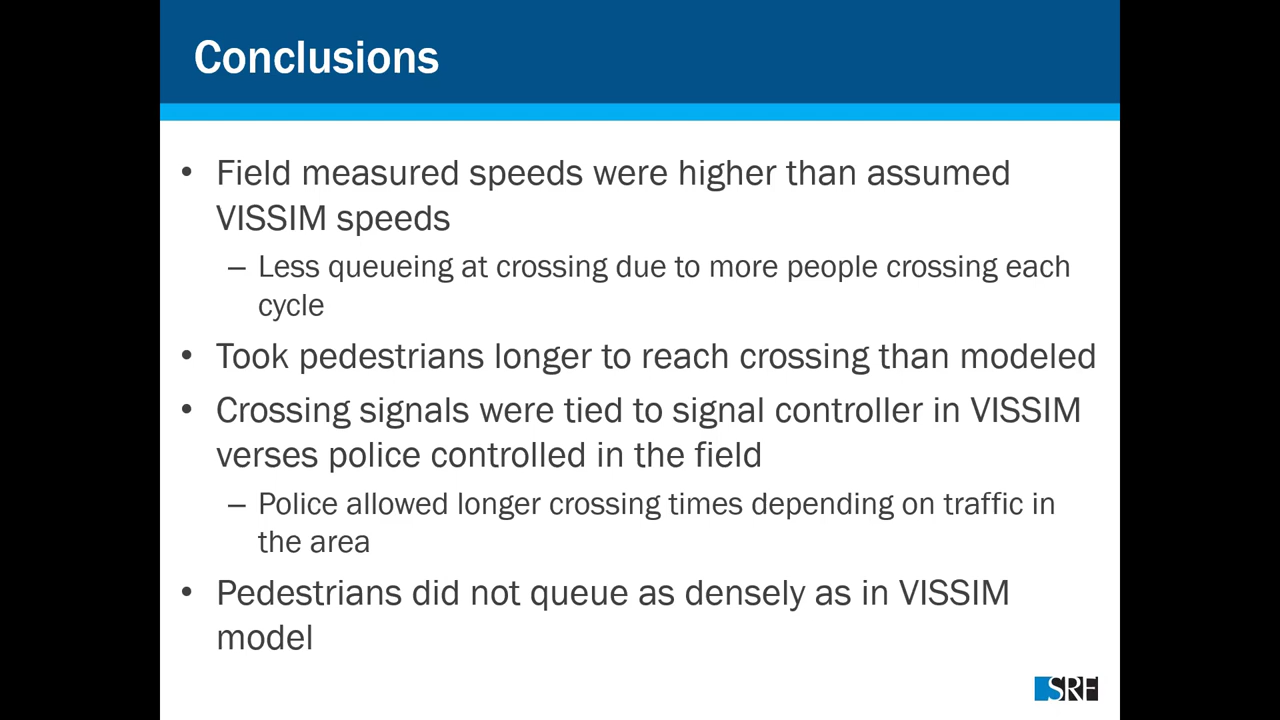 Conclusions
• Field measured speeds were higher than assumed
VISSIM speeds
– Less queueing at crossing due to more people crossing each
cycle
• Took pedestrians longer to reach crossing than modeled
• Crossing signals were tied to signal controller in VISSIM
verses police controlled in the field
– Police allowed longer crossing times depending on traffic in
the area
• Pedestrians did not queue as densely as in VISSIM
model
SRF